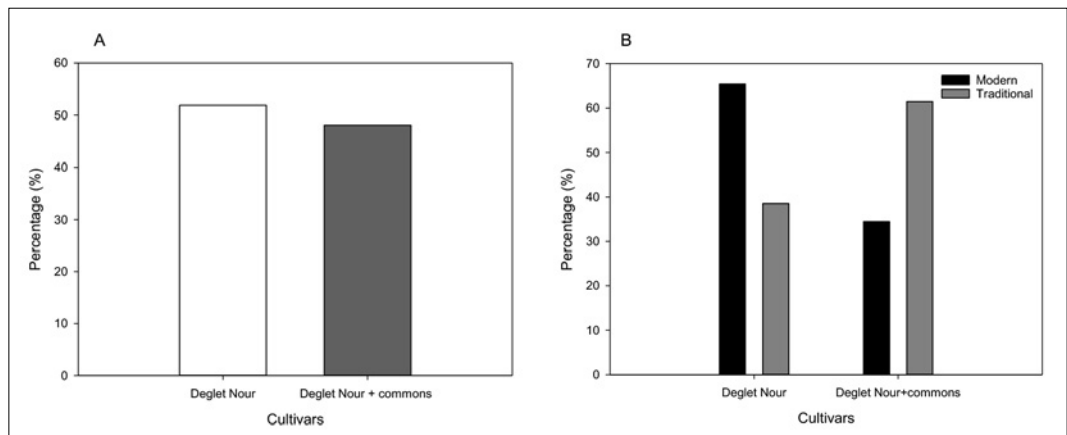 A
60
50
40
30
20
10
0
Percentage (%)
Deglet Nour
Deglet Nour + commons
Cultivars
B
70
60
50
40
30
20
10
0
Percentage (%)
Modern
Traditional
Deglet Nour
Deglet Nour+commons
Cultivars